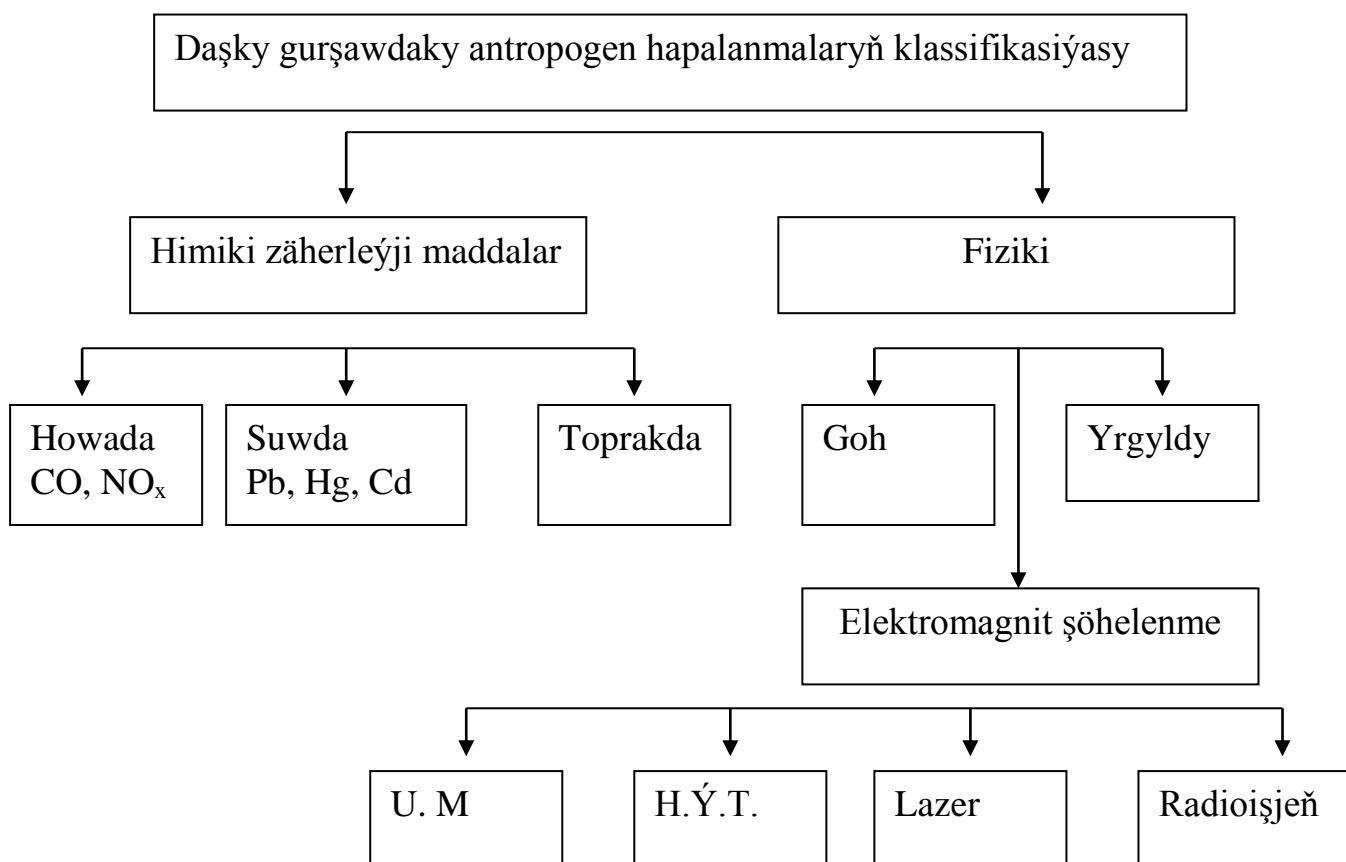 Daşky gurşawdaky antropogen hapalanmalaryň klassifikasiýasy
Himiki zäherleýji maddalar
Fiziki
Howada
CO, NOₓ
Suwda
Pb, Hg, Cd
Toprakda
Goh
Yrgyldy
Elektromagnit şöhelenme
U. M
H.Ý.T.
Lazer
Radioişjeň